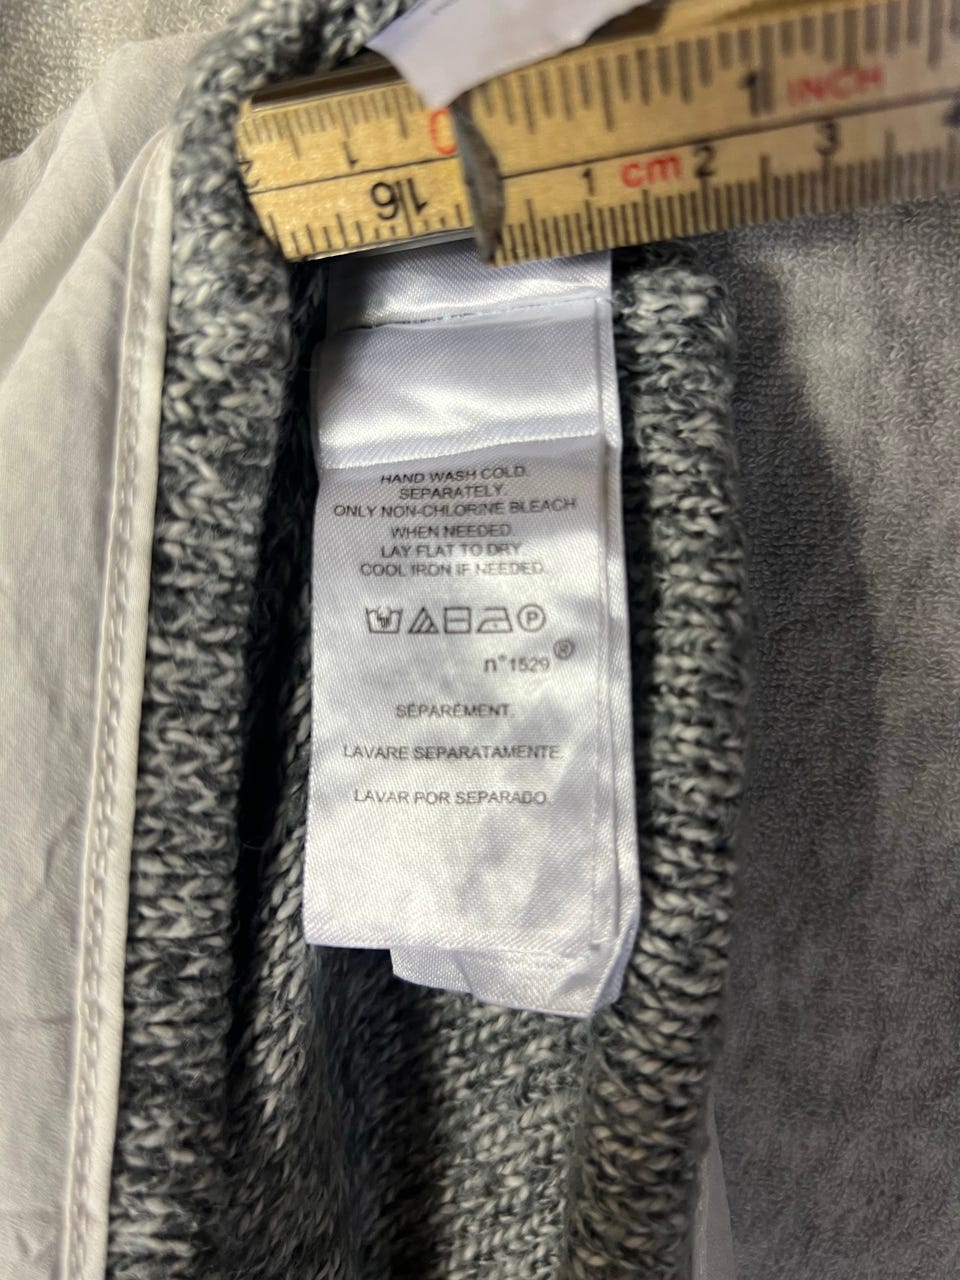 1 INCH
1 0
1 cm 2 3
16
HAND WASH COLD.
SEPARATELY.
ONLY NON-CHLORINE BLEACH
WHEN NEEDED.
LAY FLAT TO DRY.
COOL IRON IF NEEDED.
P
n°1529®
SÉPARÉMENT.
LAVARE SEPARATAMENTE.
LAVAR POR SEPARADO.